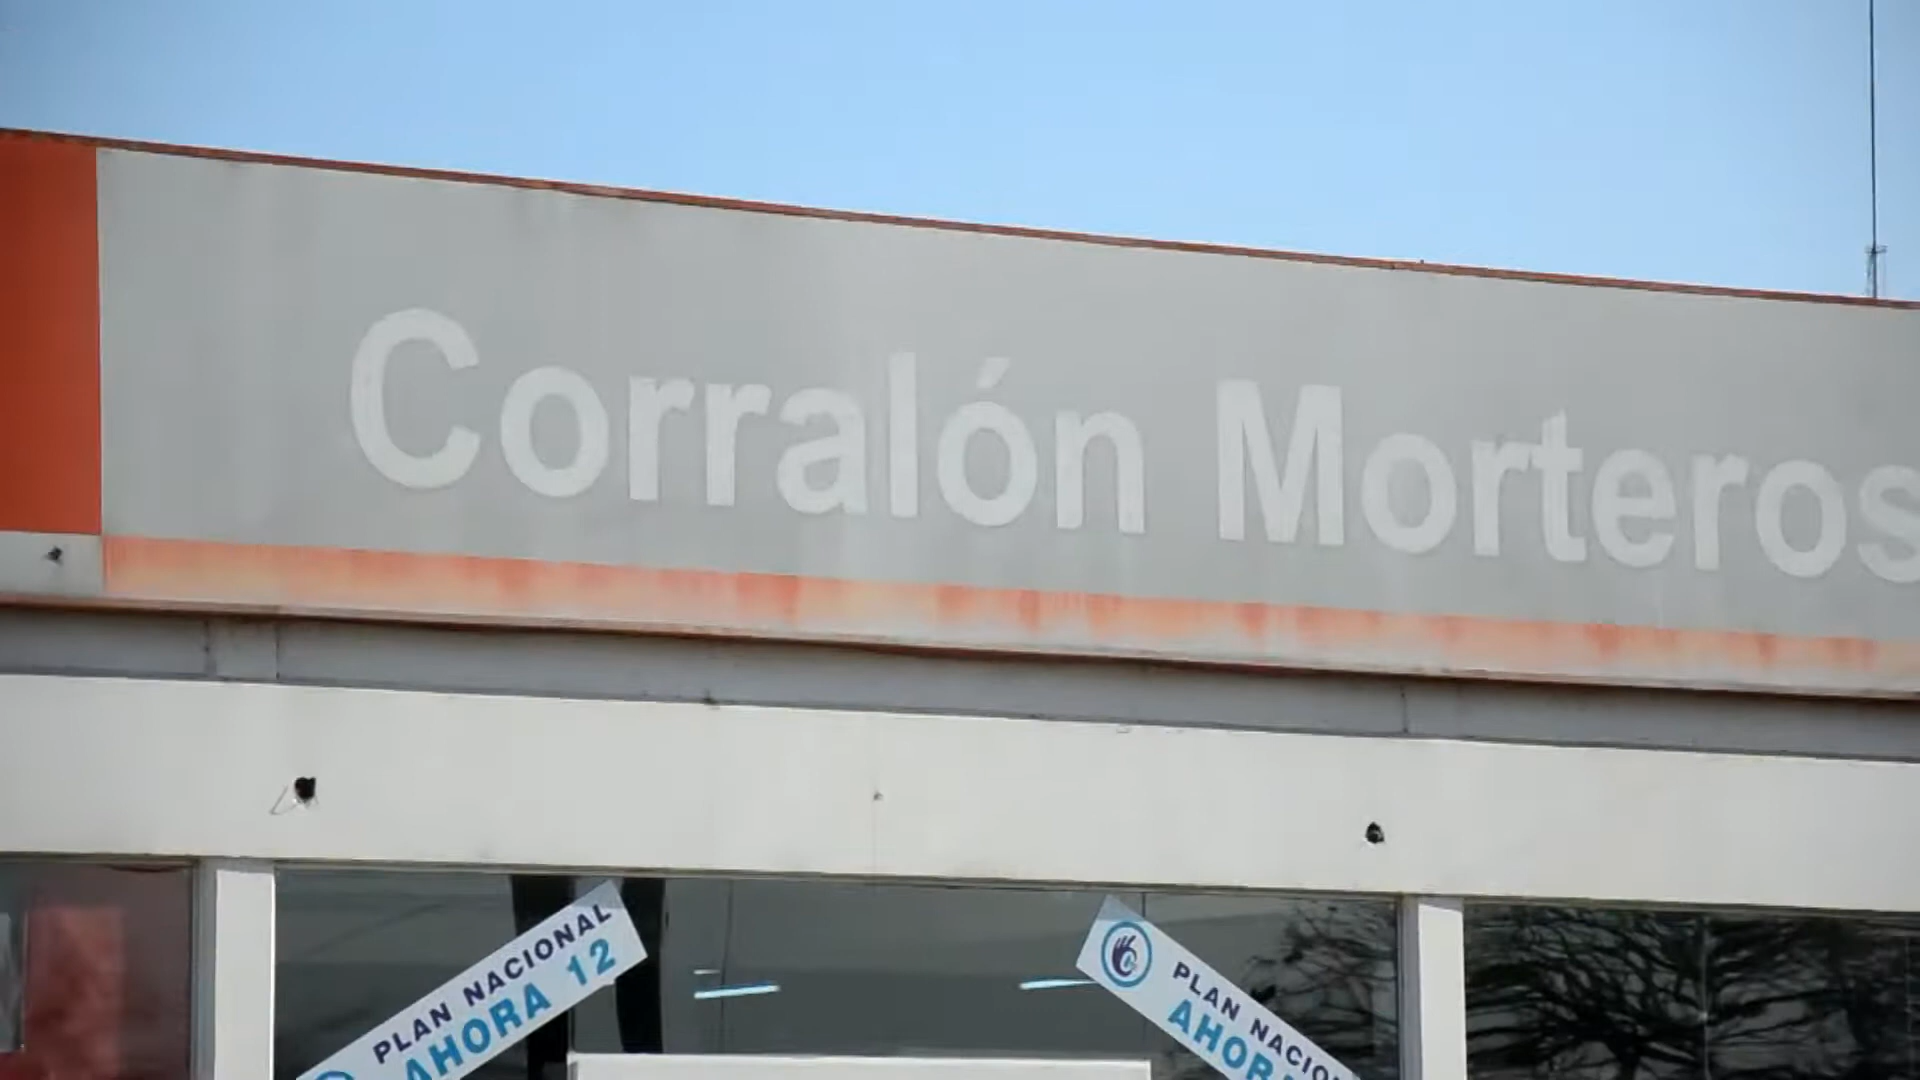 Corralón Morteros
PLAN NACIONAL
AHORA 12
PLAN NACIO
AHOR